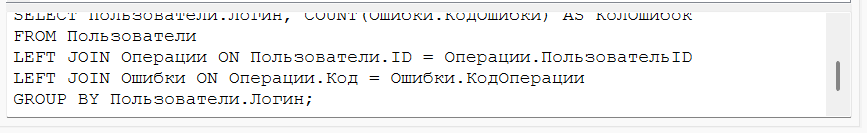 SELECT Пользователи.Логин, COUNT(Ошибки.КодОшибки) AS КолОшибок
FROM Пользователи
LEFT JOIN Операции ON Пользователи.ID = Операции.ПользовательID
LEFT JOIN Ошибки ON Операции.Код = Ошибки.КодОперации
GROUP BY Пользователи.Логин;